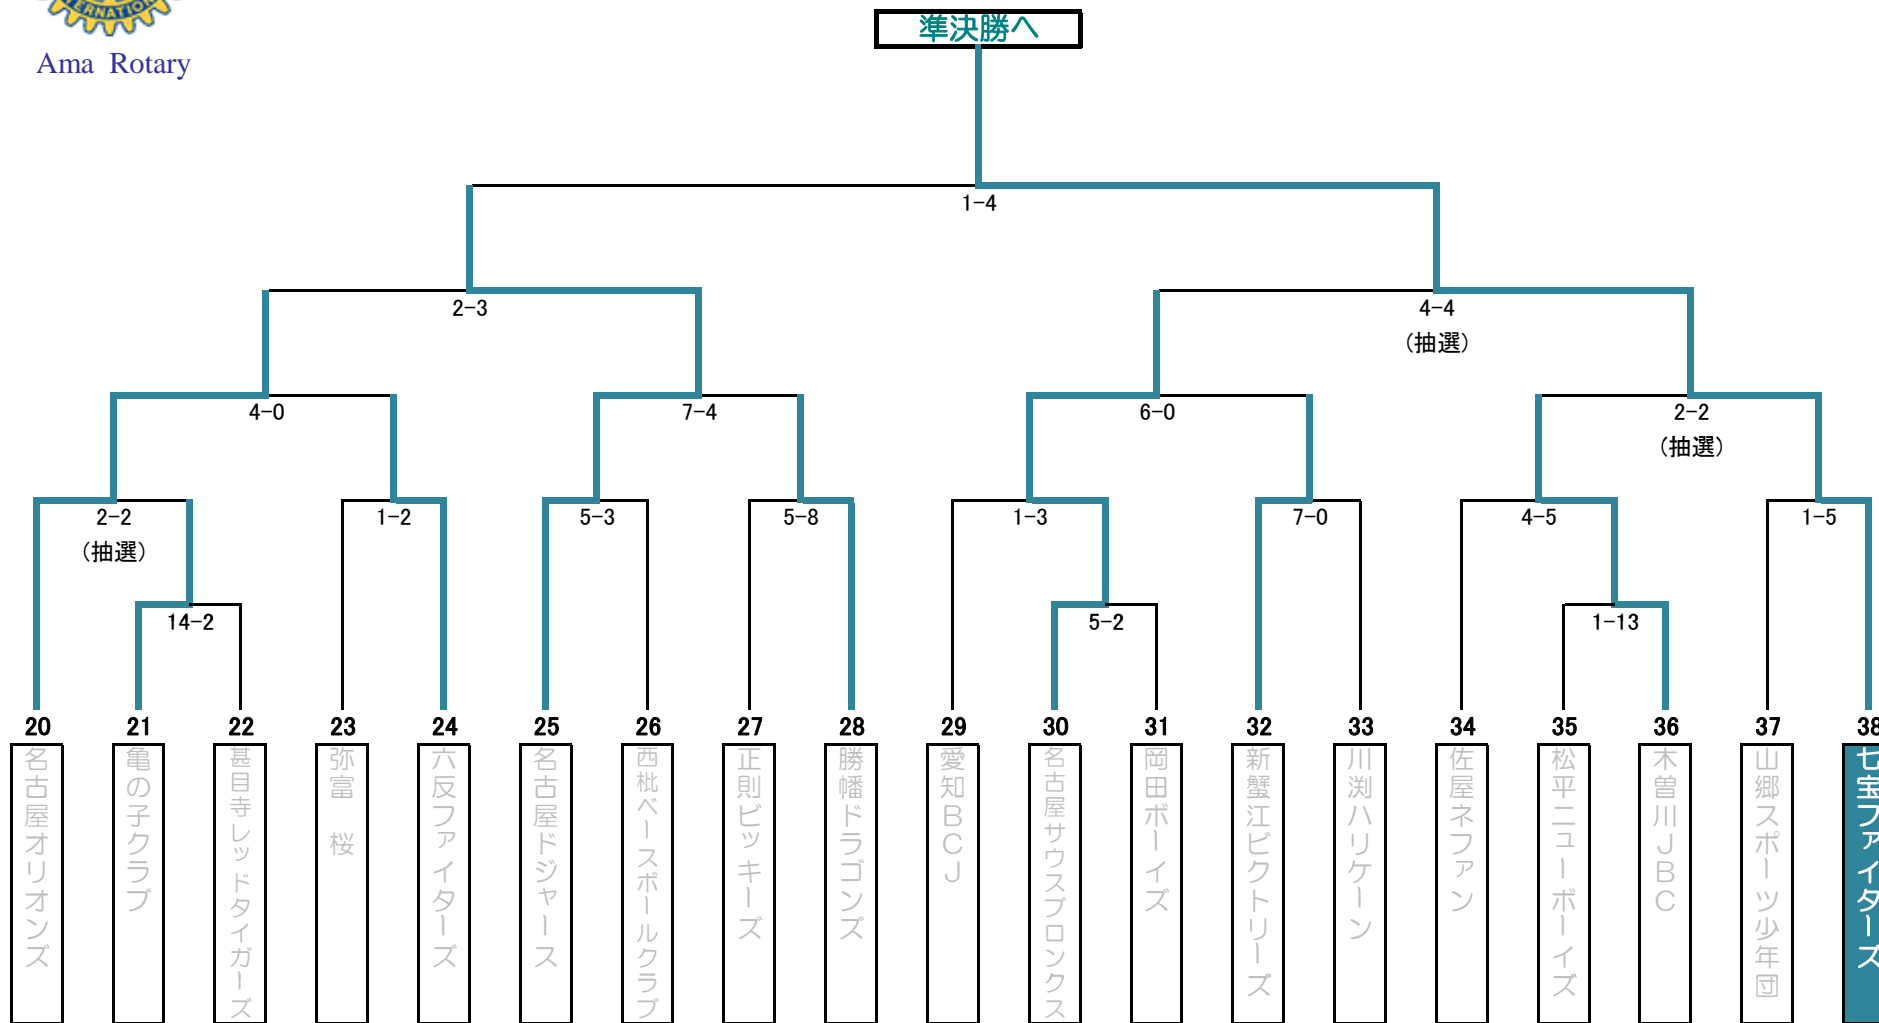 INTERNATIONAL
Ama Rotary
準決勝へ
1-4
2-3
4-4
(抽選)
4-0
7-4
6-0
2-2
(抽選)
2-2
(抽選)
1-2
5-3
5-8
1-3
7-0
4-5
1-5
14-2
5-2
1-13
20
21
22
23
24
25
26
27
28
29
30
31
32
33
34
35
36
37
38
名古屋オリオンズ
亀の子クラブ
甚目寺レッドタイガーズ
弥富 桜
六反ファイターズ
名古屋ドジャース
西枇ベースボールクラブ
正則ビッキーズ
勝幡ドラゴンズ
愛知BCJ
名古屋サウスブロンクス
岡田ボーイズ
新蟹江ビクトリーズ
川渕ハリケーン
佐屋ネファン
松平ニューボーイズ
木曽川JBC
山郷スポーツ少年団
七宝ファイターズ